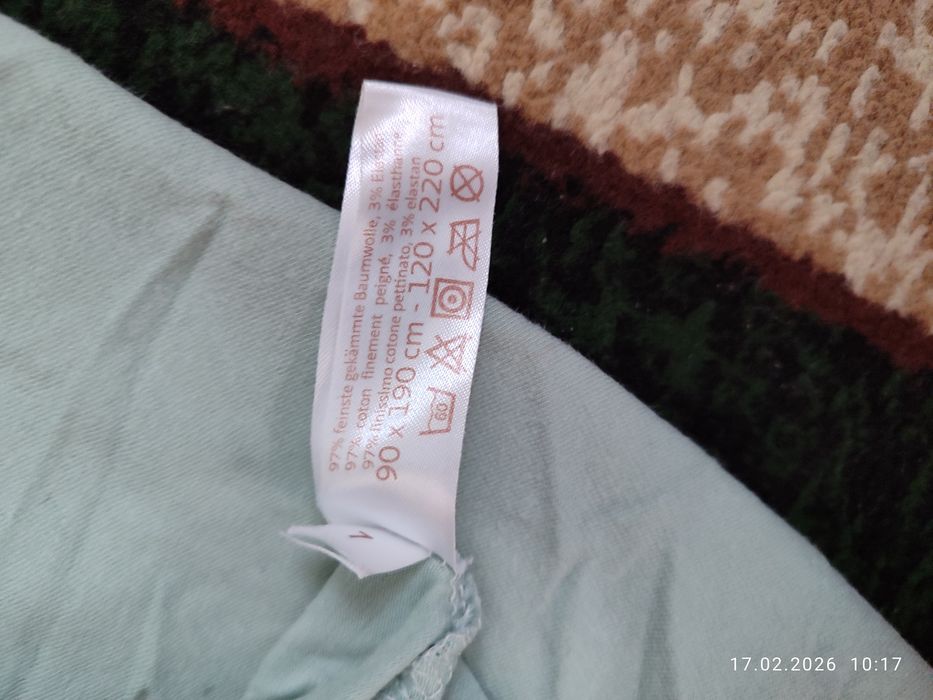 97% feinste gekämmte Baumwolle, 3% Elastan
97% coton finement peigné, 3% élasthanne
97% finissimo cotone pettinato, 3% elastan
90 x 190 cm - 120 x 220 cm
60
1
17.02.2026 10:17